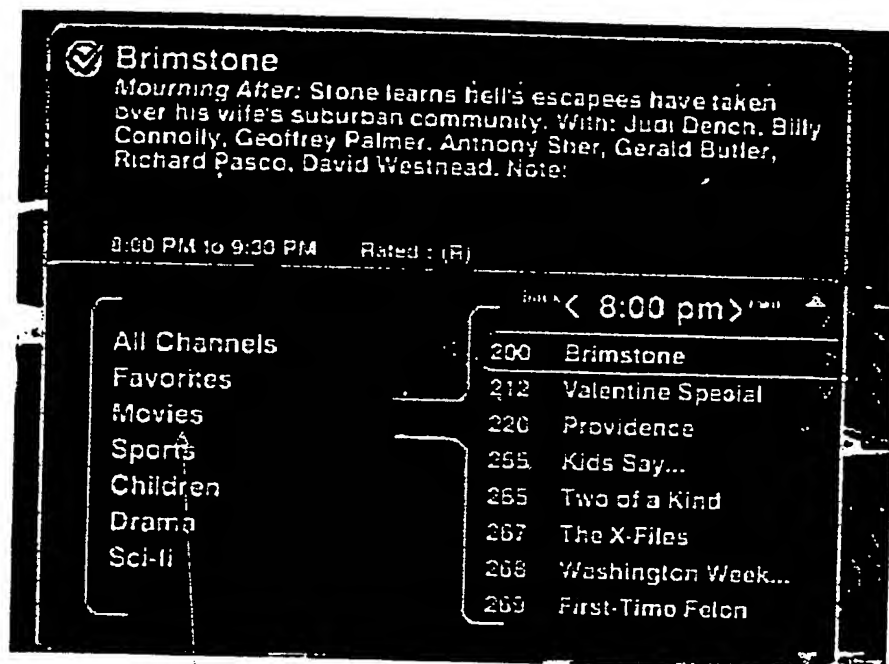 Brimstone
Mourning After: Stone learns hell's escapees have taken
over his wife's suburban community. With: Judi Dench, Billy
Connolly, Geoffrey Palmer, Antnony Sher, Gerald Butler,
Richard Pasco, David Westhead. Note:
8:00 PM to 9:30 PM Rated : (R)
< 8:00 pm>
All Channels
Favorites
Movies
Sports
Children
Drama
Sci-fi
200 Brimstone
212 Valentine Special
220 Providence
265 Kids Say...
265 Two of a Kind
267 The X-Files
268 Washington Week...
269 First-Time Felon